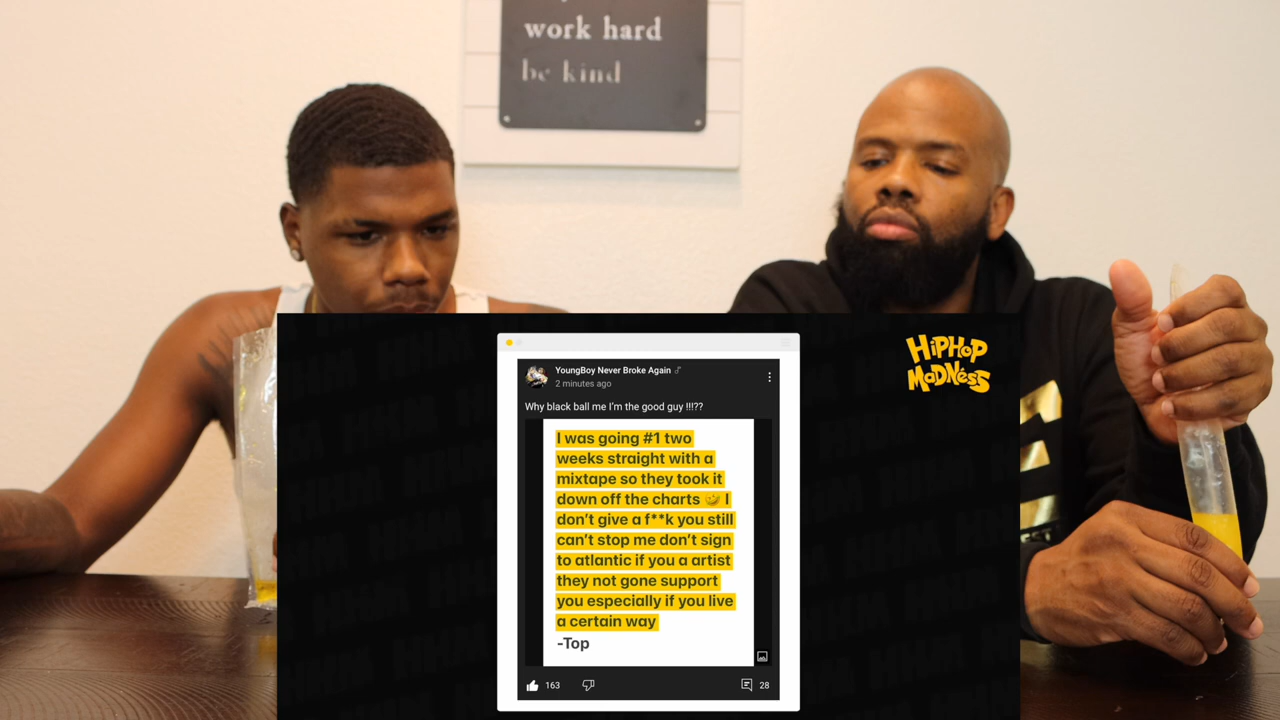 work hard
be kind
HiPHOP
MaDNess
YoungBoy Never Broke Again
2 minutes ago
Why black ball me I'm the good guy !!!??
I was going #1 two
weeks straight with a
mixtape so they took it
down off the charts 🤣 I
don't give a f**k you still
can't stop me don't sign
to atlantic if you a artist
they not gone support
you especially if you live
a certain way
-Top
163
28